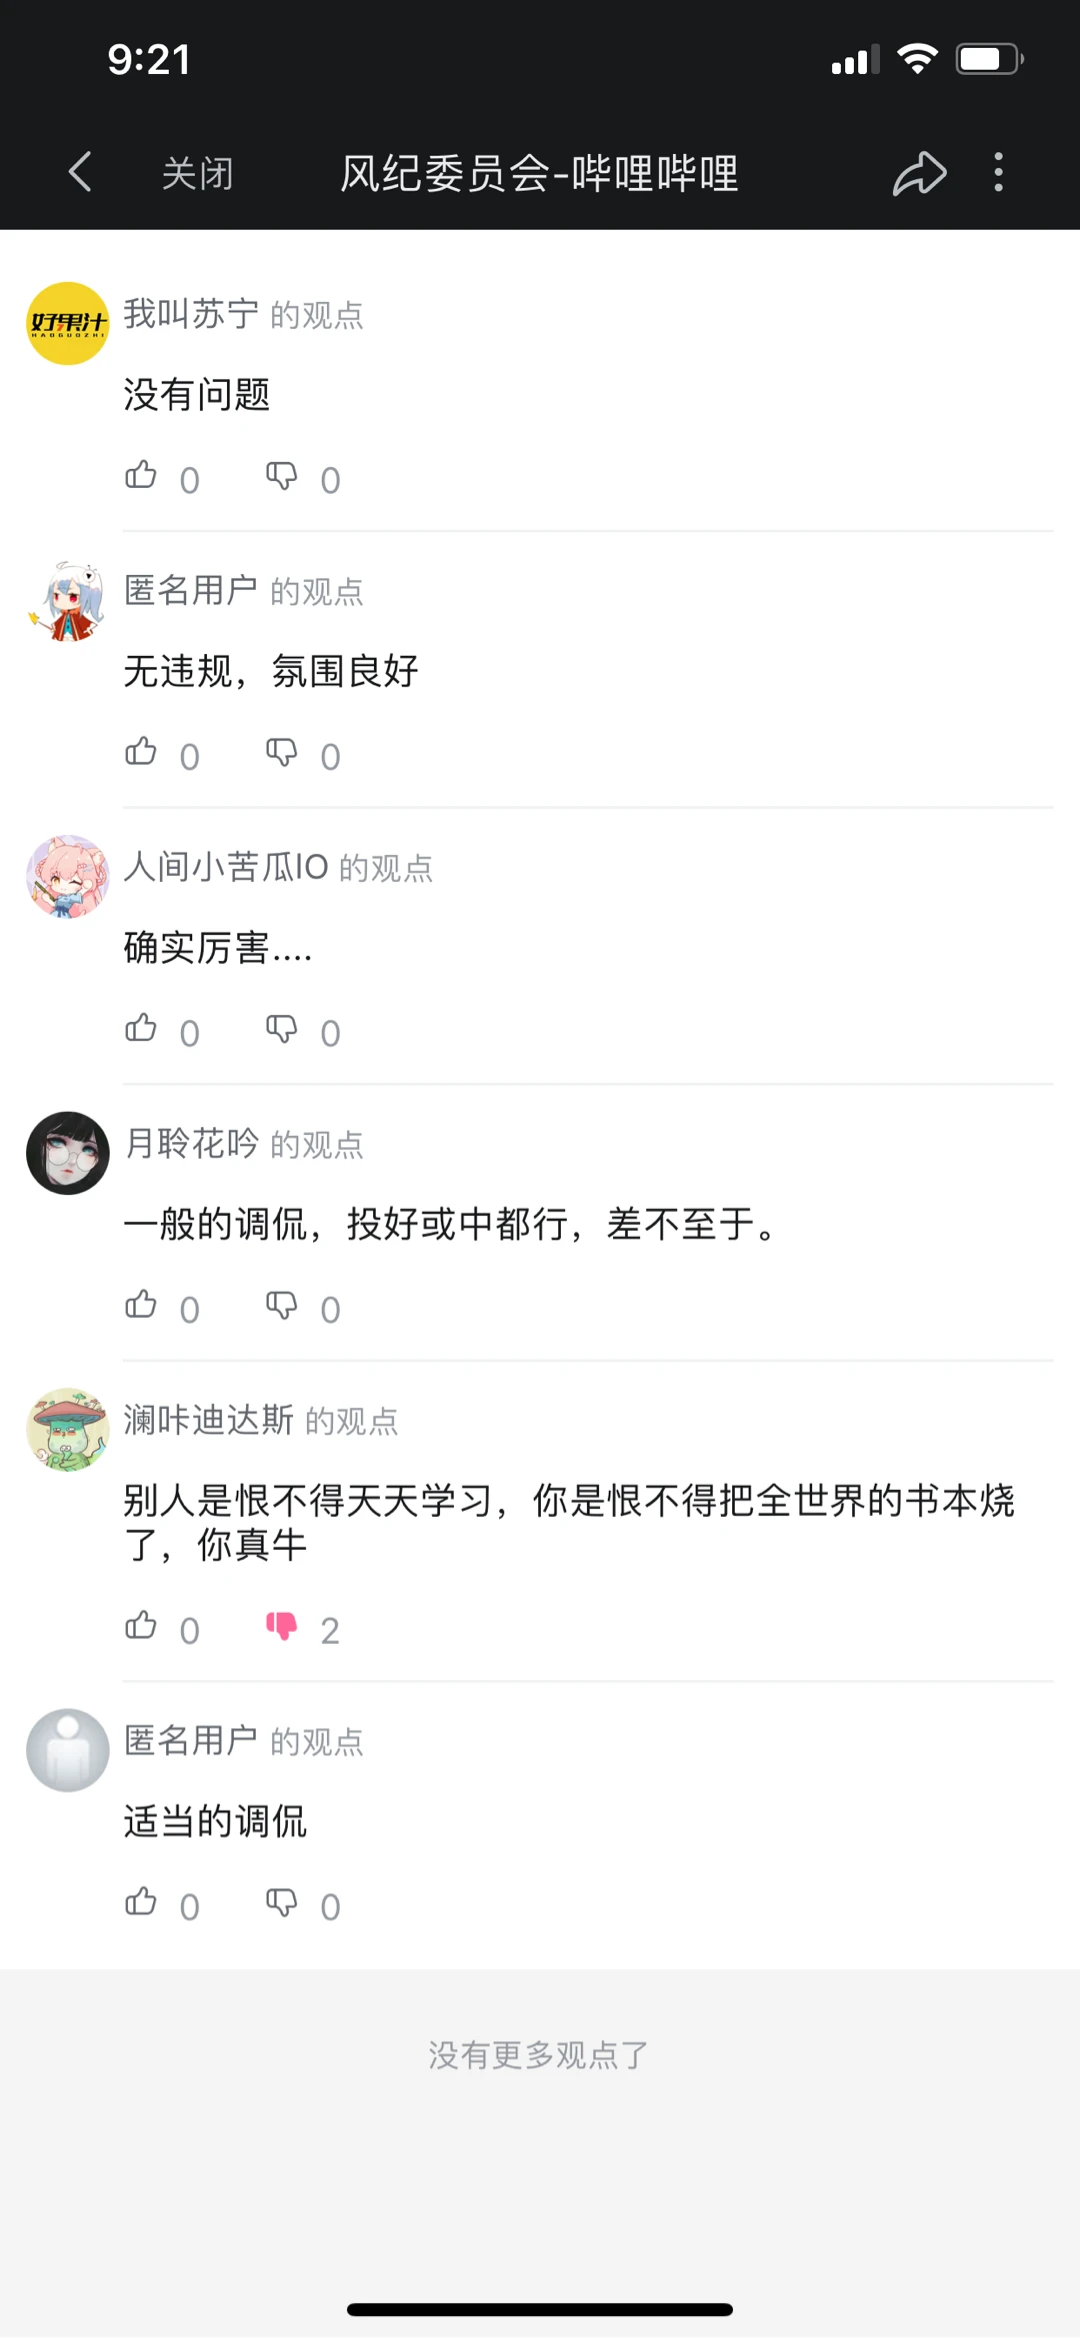 9:21
关闭
风纪委员会-哔哩哔哩
好果汁
HAOGUOZHI
我叫苏宁 的观点
没有问题
0 0
匿名用户 的观点
无违规，氛围良好
0 0
人间小苦瓜IO 的观点
确实厉害....
0 0
月聆花吟 的观点
一般的调侃，投好或中都行，差不至于。
0 0
澜咔迪达斯 的观点
别人是恨不得天天学习，你是恨不得把全世界的书本烧
了，你真牛
0 2
匿名用户 的观点
适当的调侃
0 0
没有更多观点了